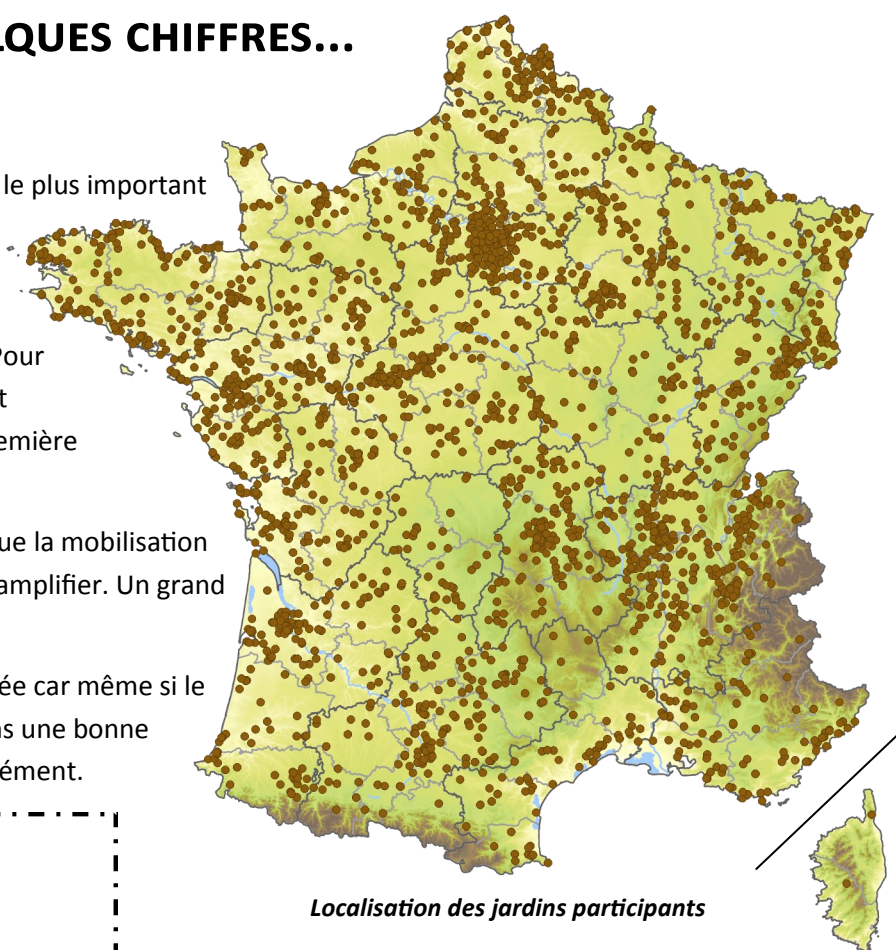 LQUES CHIFFRES...
le plus important
Pour
t
emière
ue la mobilisation
amplifier. Un grand
ée car même si le
s une bonne
ément.
Localisation des jardins participants